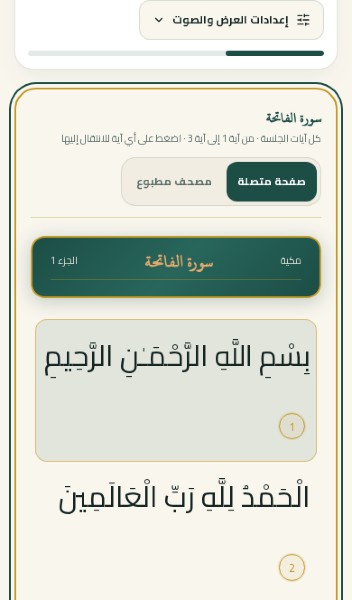 إعدادات العرض والصوت
سورة الفاتحة
كل آيات الجلسة · من آية 1 إلى آية 3 · اضغط على أي آية للانتقال إليها
صفحة متصلة مصحف مطبوع
مكية سورة الفاتحة الجزء 1
بِسْمِ اللَّهِ الرَّحْمَـٰنِ الرَّحِيمِ
1
الْحَمْدُ لِلَّهِ رَبِّ الْعَالَمِينَ
2